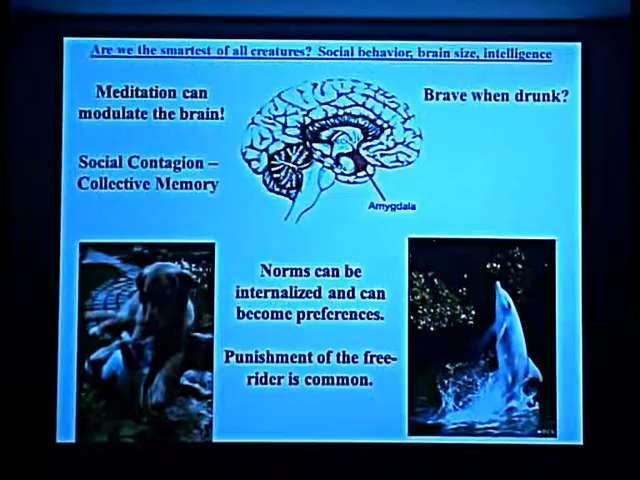 Are we the smartest of all creatures? Social behavior, brain size, intelligence
Meditation can
modulate the brain!
Brave when drunk?
Social Contagion –
Collective Memory
Amygdala
Norms can be
internalized and can
become preferences.
Punishment of the free-
rider is common.